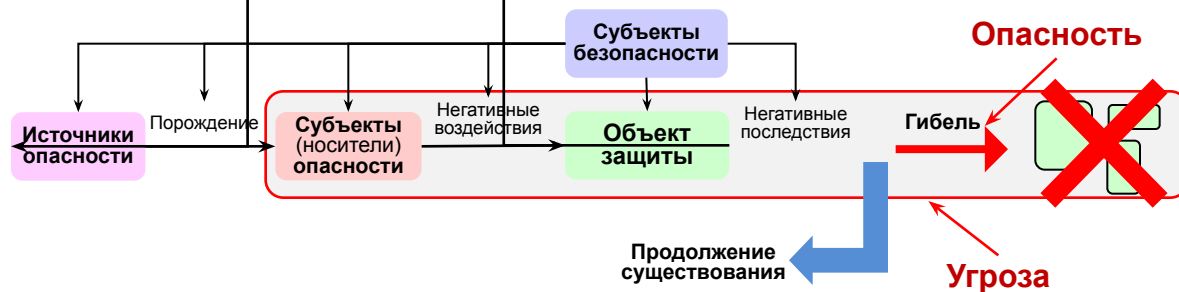 Субъекты
безопасности
Опасность
Источники
опасности
Порождение
Субъекты
(носители)
опасности
Негативные
воздействия
Объект
защиты
Негативные
последствия
Гибель
Продолжение
существования
Угроза